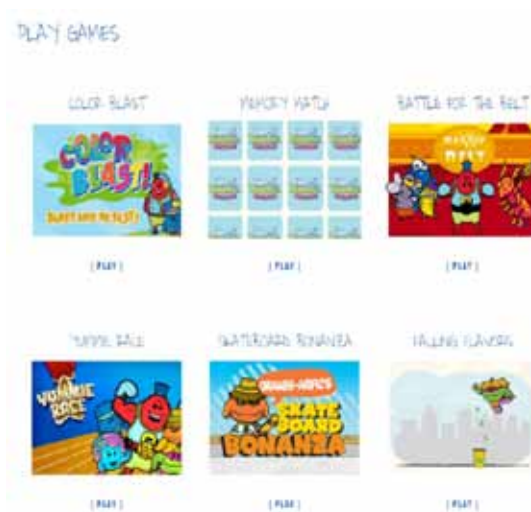 PLAY GAMES
COLOR BLAST
MEMORY MATCH
BATTLE FOR THE BELT
COLOR
BLAST!
BELT
[ PLAY ]
[ PLAY ]
[ PLAY ]
YUMMIE RACE
SKATEBOARD BONANZA
FALLING FLAVORS
YUMMIE
RACE
SKATE
BOARD
BONANZA
[ PLAY ]
[ PLAY ]
[ PLAY ]